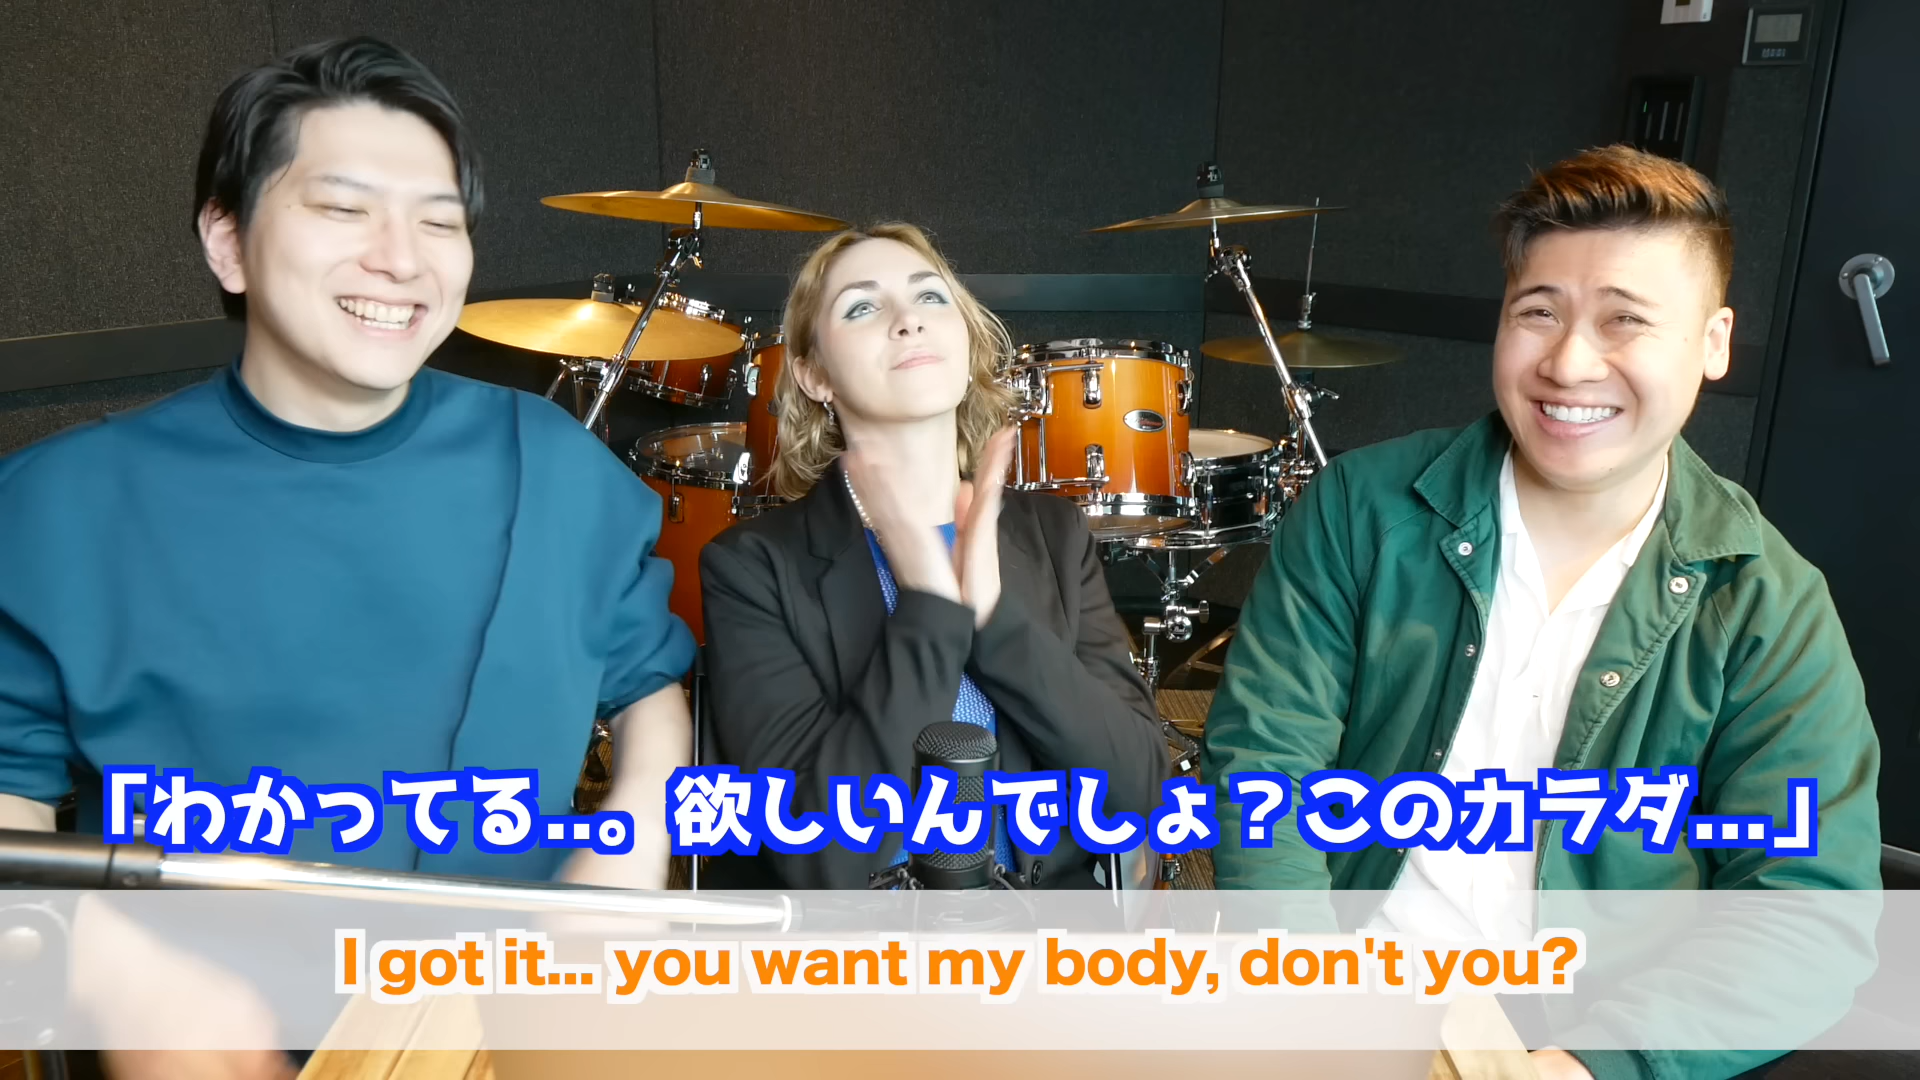 「わかってる...。欲しいんでしょ？このカラダ...」
I got it... you want my body, don't you?